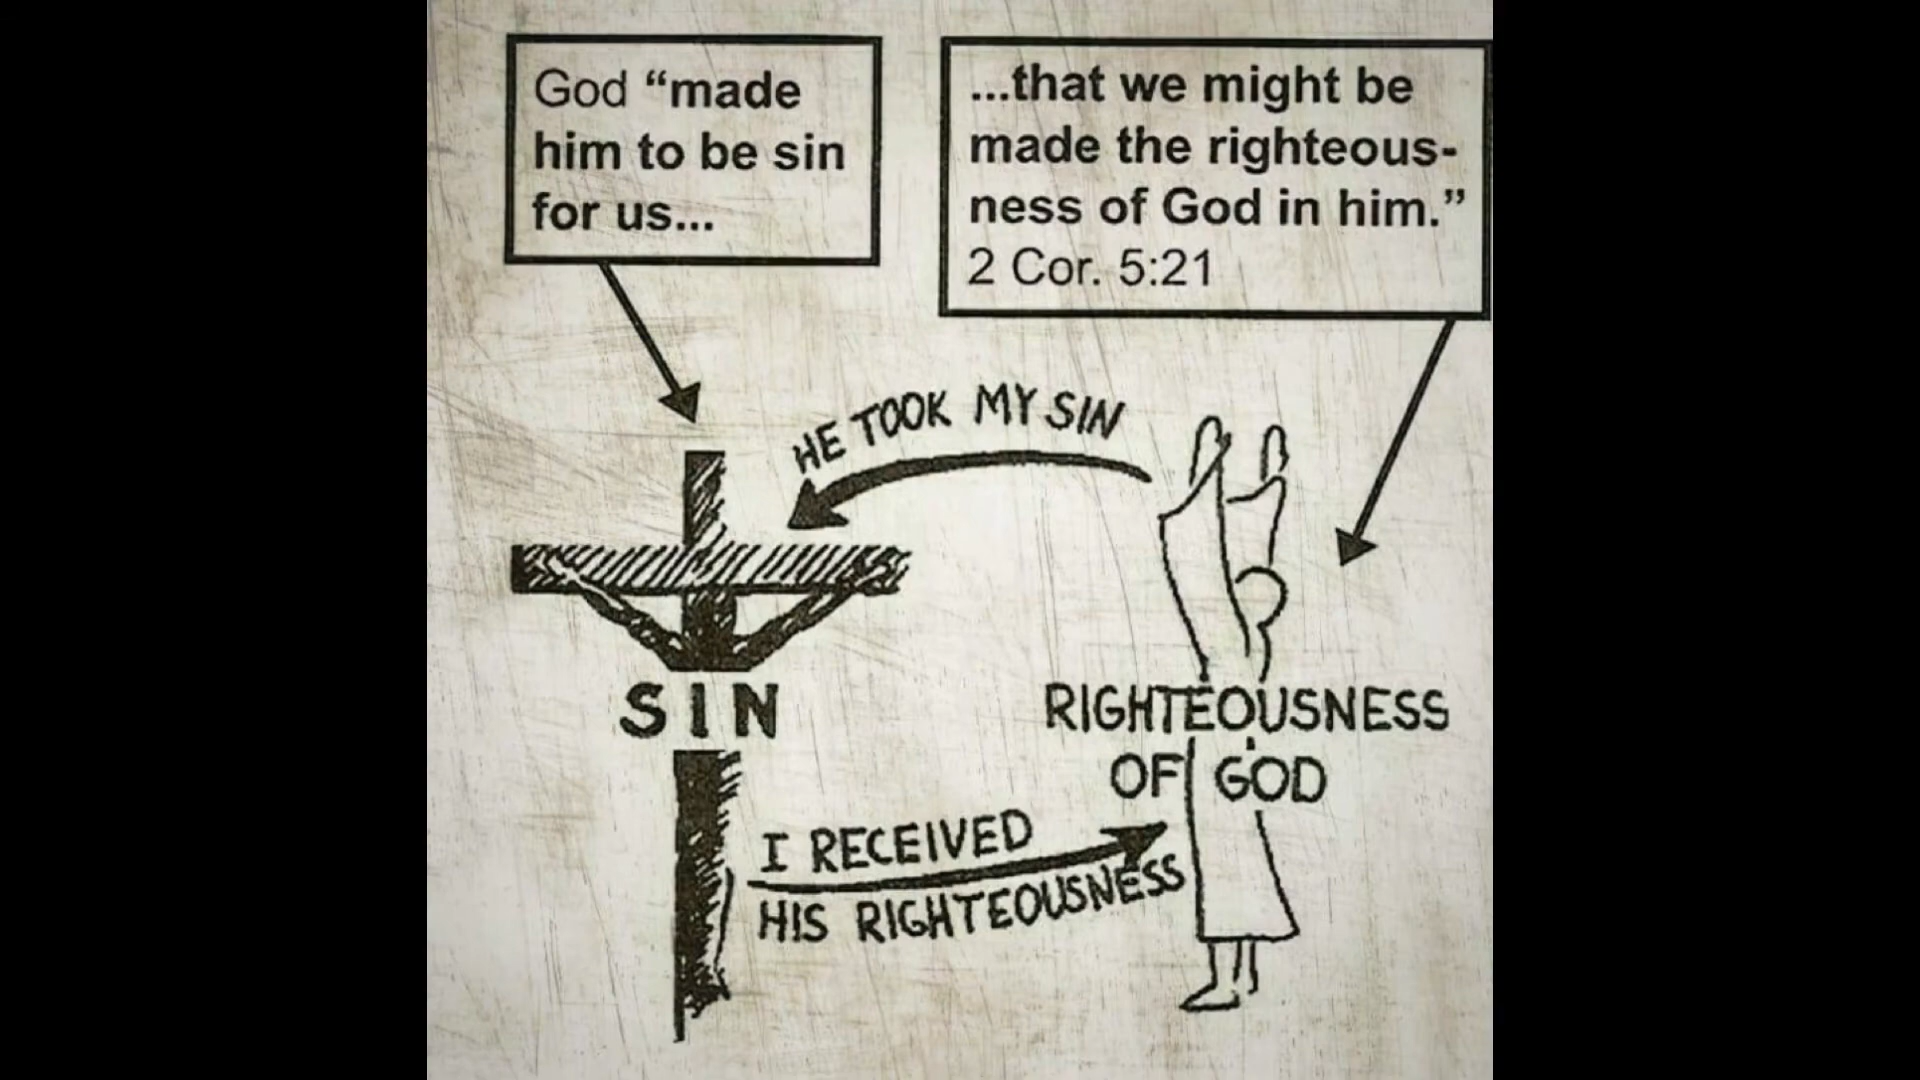 God “made
him to be sin
for us...
...that we might be
made the righteous-
ness of God in him.”
2 Cor. 5:21
HE TOOK MY SIN
SIN
RIGHTEOUSNESS
OF GOD
I RECEIVED
HIS RIGHTEOUSNESS